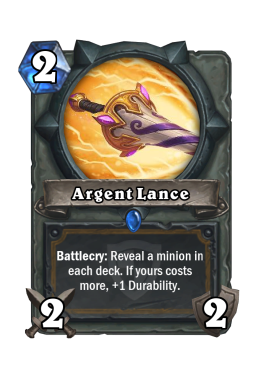 2
Argent Lance
Battlecry: Reveal a minion in
each deck. If yours costs
more, +1 Durability.
2
2